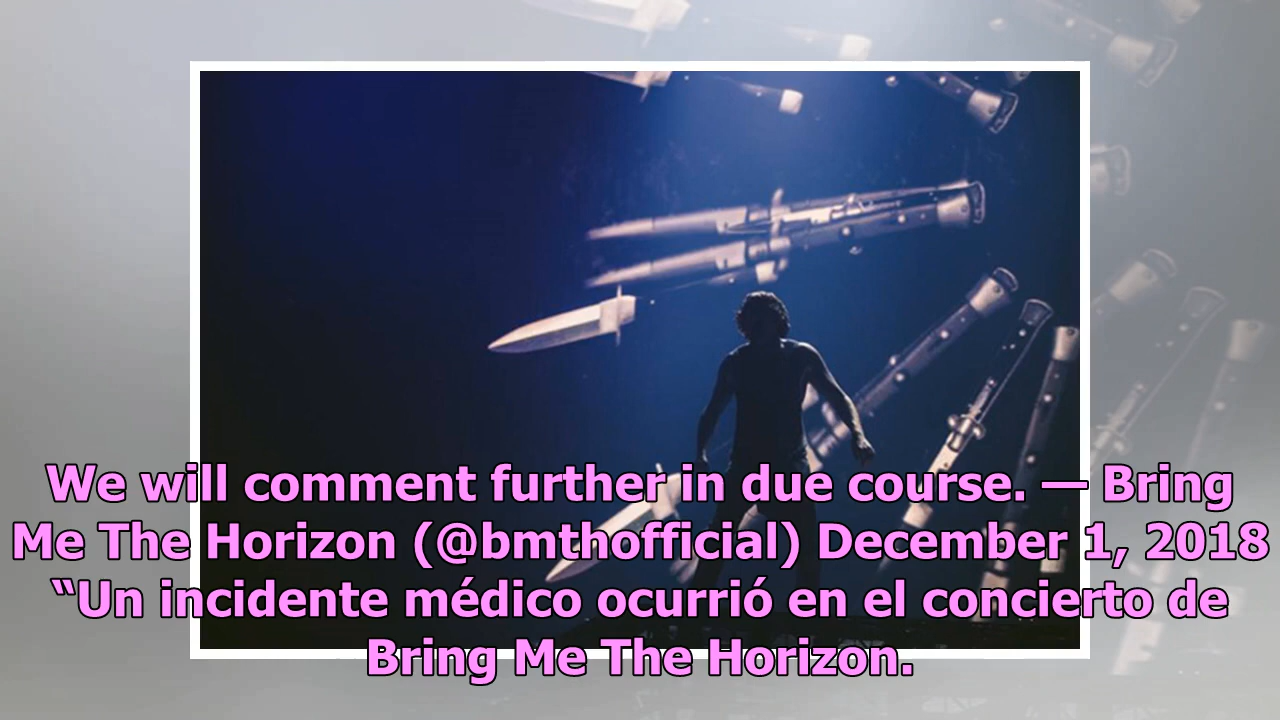 We will comment further in due course. — Bring
Me The Horizon (@bmthofficial) December 1, 2018
“Un incidente médico ocurrió en el concierto de
Bring Me The Horizon.